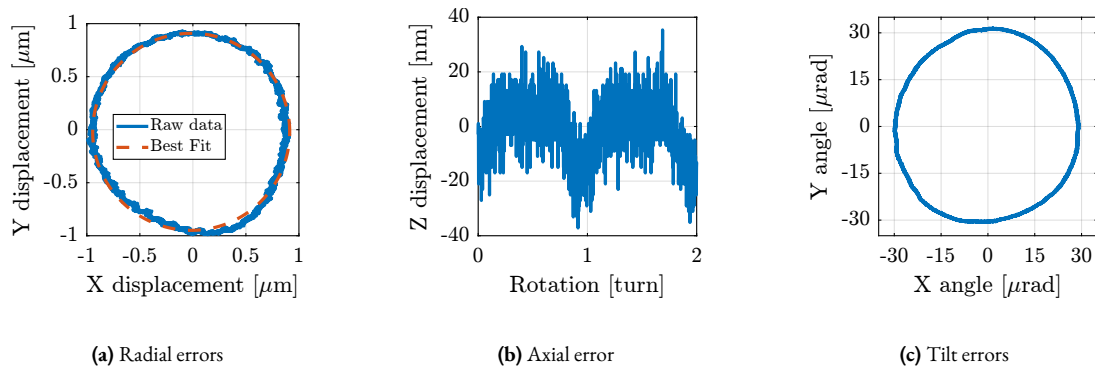 Y displacement [μm]
1
0.5
0
-0.5
-1
Raw data
Best Fit
-1 -0.5 0 0.5 1
X displacement [μm]
Z displacement [nm]
40
20
0
-20
-40
0 1 2
Rotation [turn]
Y angle [μrad]
30
15
0
-15
-30
-30 -15 0 15 30
X angle [μrad]
(a) Radial errors
(b) Axial error
(c) Tilt errors